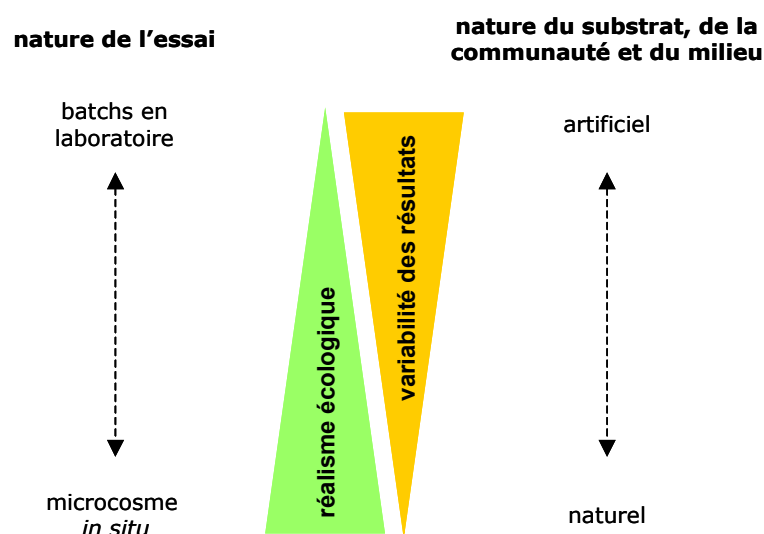 nature de l’essai
nature du substrat, de la
communauté et du milieu
batchs en
laboratoire
artificiel
réalisme écologique
variabilité des résultats
microcosme
in situ
naturel